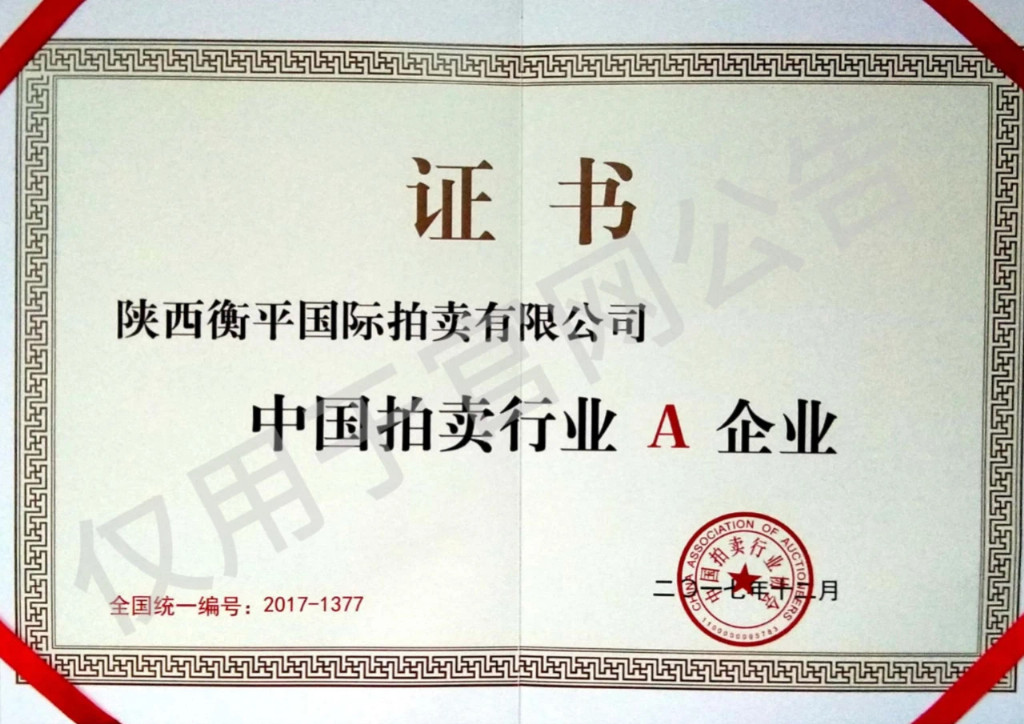 证书
陕西衡平国际拍卖有限公司
中国拍卖行业 A 企业
CHINA ASSOCIATION OF AUCTIONEERS
中国拍卖行业协会
二〇一七年十二月
全国统一编号：2017-1377
仅用于官网公告